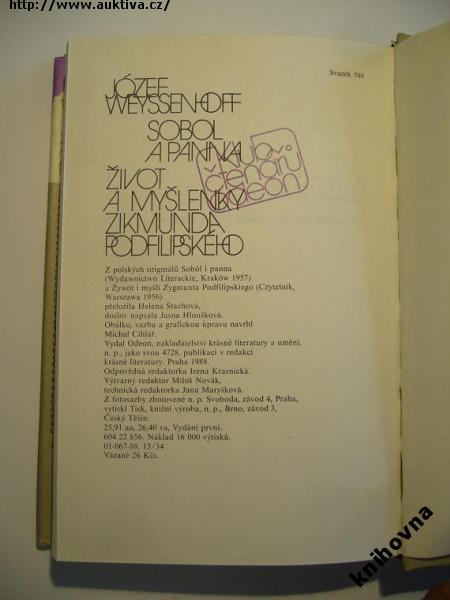 http://www.auktiva.cz/
Svazek 590
JÓZEF
WEYSSENHOFF
SOBOL
A PANNA
ŽIVOT
A MYŠLENKY
ZIKMUNDA
PODFILIPSKÉHO
klub
čtenářů
odeon
Z polských originálů Soból i panna
(Wydawnictwo Literackie, Kraków 1957)
a Żywot i myśli Zygmunta Podfilipskiego (Czytelnik,
Warszawa 1956)
přeložila Helena Stachová,
doslov napsala Jasna Hloušková.
Obálku, vazbu a grafickou úpravu navrhl
Michal Cihlář.
Vydal Odeon, nakladatelství krásné literatury a umění,
n. p., jako svou 4728. publikaci v redakci
krásné literatury. Praha 1988.
Odpovědná redaktorka Irena Krasnická.
Výtvarný redaktor Miloš Novák,
technická redaktorka Jana Maryšková.
Z fotosazby zhotovené n. p. Svoboda, závod 4, Praha,
vytiskl Tisk, knižní výroba, n. p., Brno, závod 3,
Český Těšín.
25,91 aa, 26,40 va, Vydání první.
604 22 856. Náklad 16 000 výtisků.
01-067-88. 13/34
Vázané 26 Kčs.
knihovna